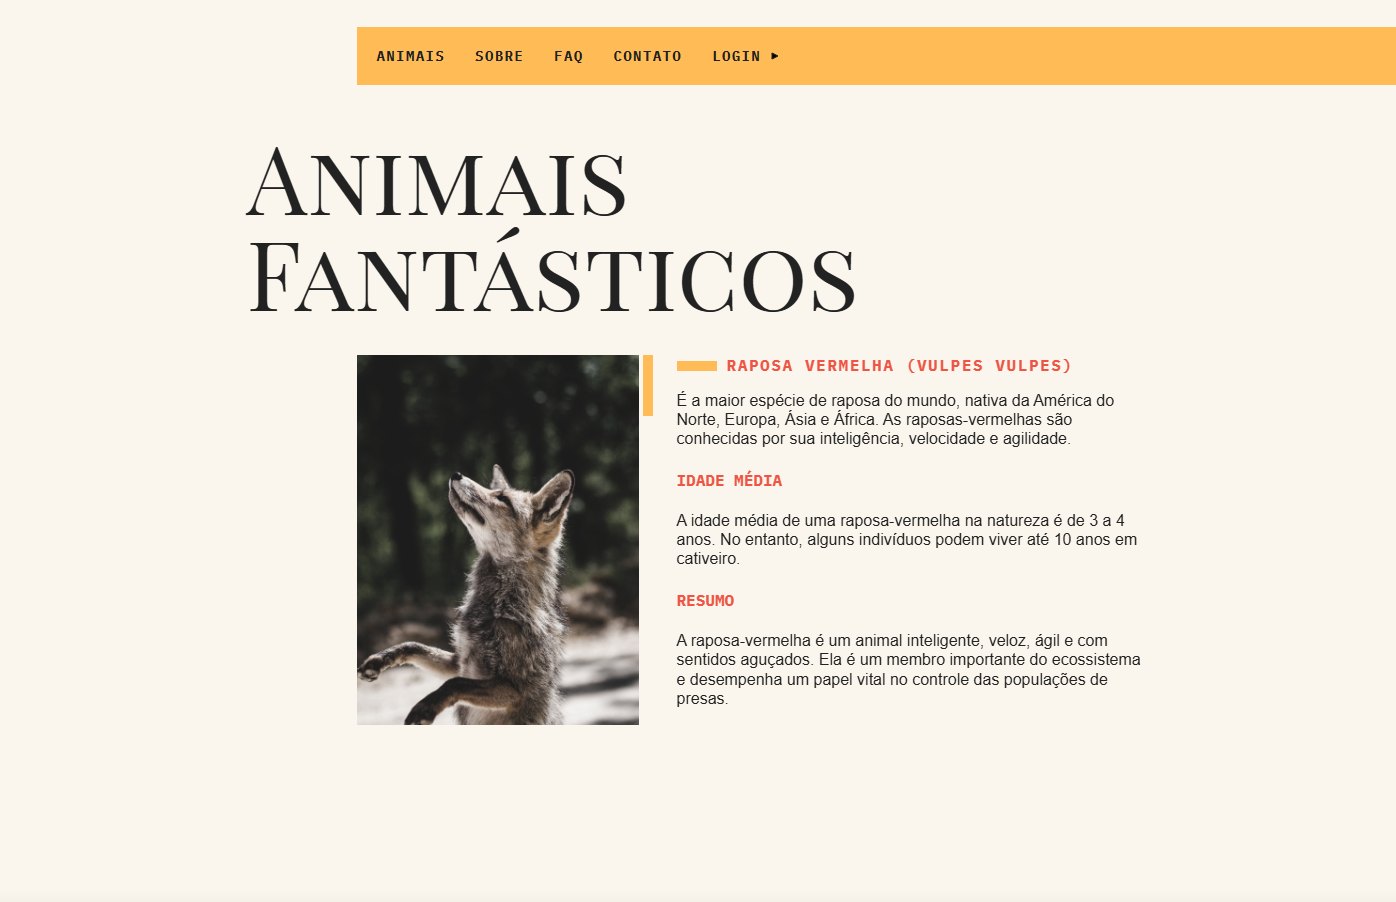 ANIMAIS SOBRE FAQ CONTATO LOGIN ▸
ANIMAIS
FANTÁSTICOS
RAPOSA VERMELHA (VULPES VULPES)
É a maior espécie de raposa do mundo, nativa da América do
Norte, Europa, Ásia e África. As raposas-vermelhas são
conhecidas por sua inteligência, velocidade e agilidade.
IDADE MÉDIA
A idade média de uma raposa-vermelha na natureza é de 3 a 4
anos. No entanto, alguns indivíduos podem viver até 10 anos em
cativeiro.
RESUMO
A raposa-vermelha é um animal inteligente, veloz, ágil e com
sentidos aguçados. Ela é um membro importante do ecossistema
e desempenha um papel vital no controle das populações de
presas.